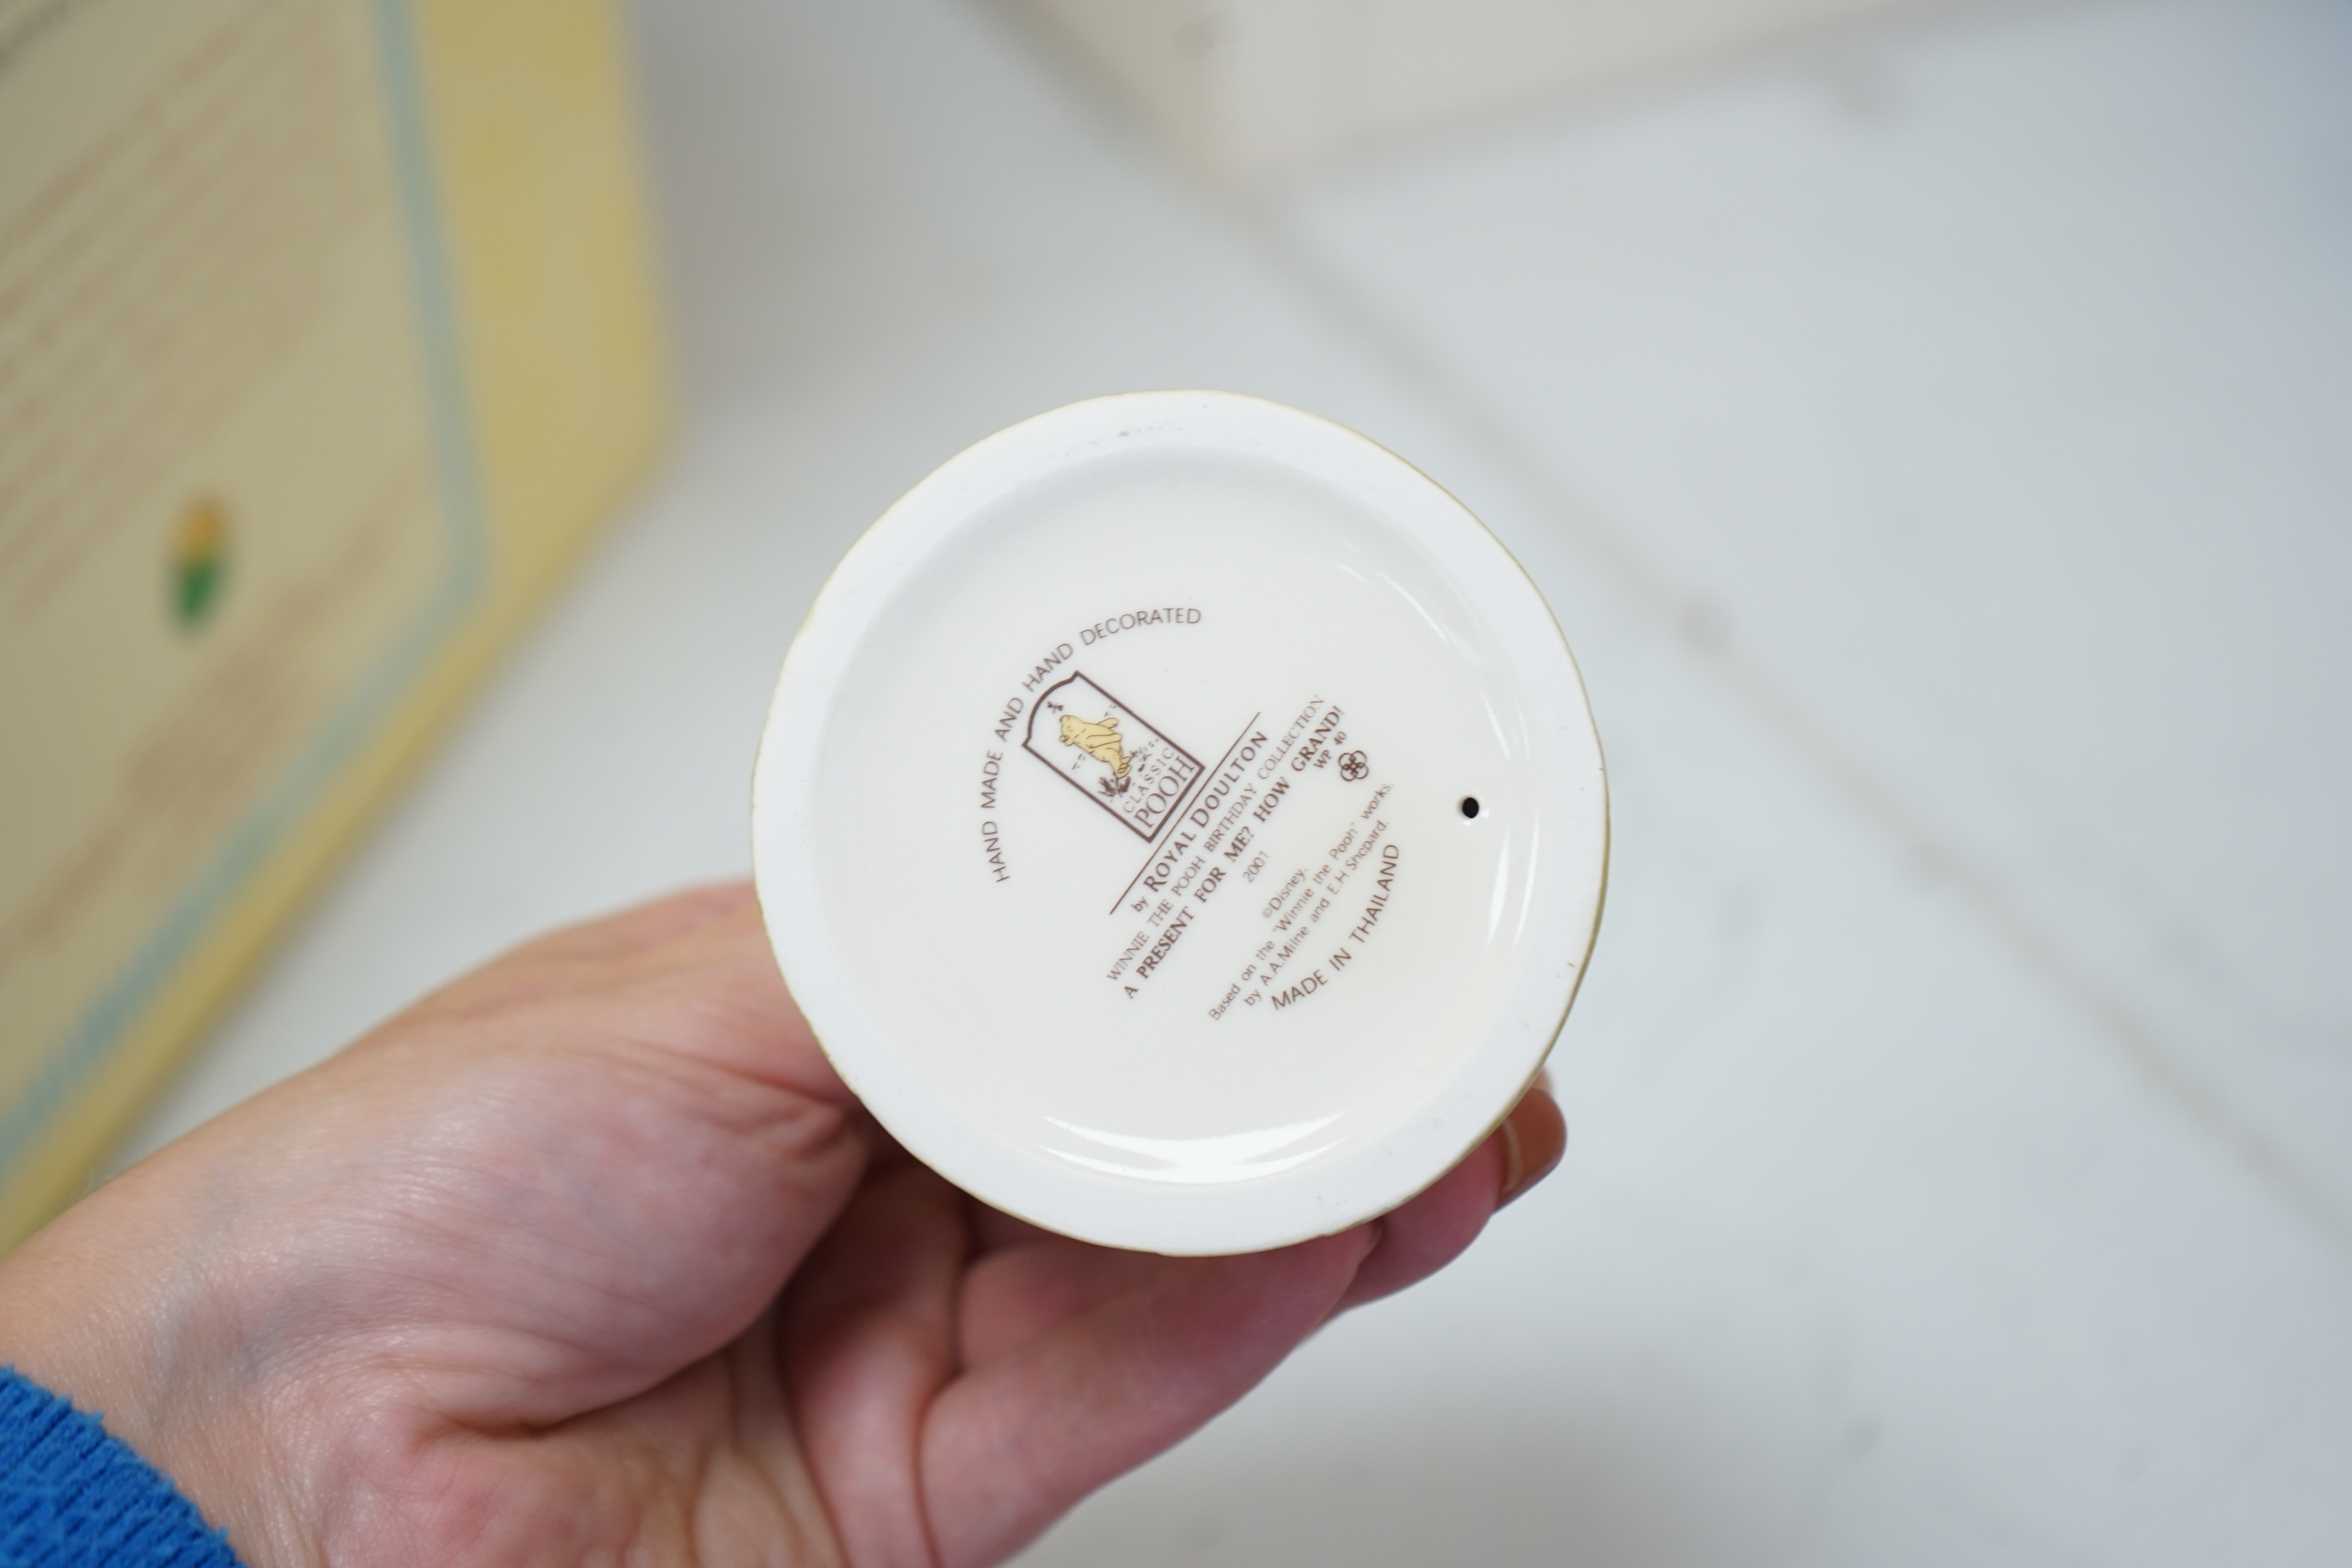 HAND MADE AND HAND DECORATED
CLASSIC
POOH
by ROYAL DOULTON
WINNIE THE POOH BIRTHDAY COLLECTION
A PRESENT FOR ME? HOW GRAND!
WP 40
2001
©Disney.
Based on the "Winnie the Pooh" works.
by A.A.Milne and E.H Shepard.
MADE IN THAILAND